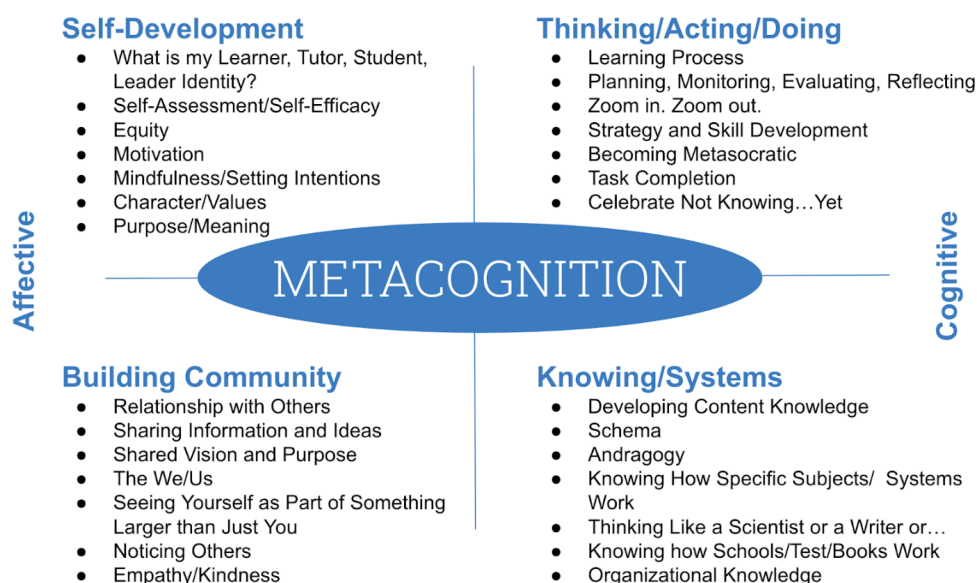 Self-Development
● What is my Learner, Tutor, Student,
Leader Identity?
● Self-Assessment/Self-Efficacy
● Equity
● Motivation
● Mindfulness/Setting Intentions
● Character/Values
● Purpose/Meaning
Thinking/Acting/Doing
● Learning Process
● Planning, Monitoring, Evaluating, Reflecting
● Zoom in. Zoom out.
● Strategy and Skill Development
● Becoming Metasocratic
● Task Completion
● Celebrate Not Knowing…Yet
Affective
METACOGNITION
Cognitive
Building Community
● Relationship with Others
● Sharing Information and Ideas
● Shared Vision and Purpose
● The We/Us
● Seeing Yourself as Part of Something
Larger than Just You
● Noticing Others
● Empathy/Kindness
Knowing/Systems
● Developing Content Knowledge
● Schema
● Andragogy
● Knowing How Specific Subjects/ Systems
Work
● Thinking Like a Scientist or a Writer or…
● Knowing how Schools/Test/Books Work
● Organizational Knowledge